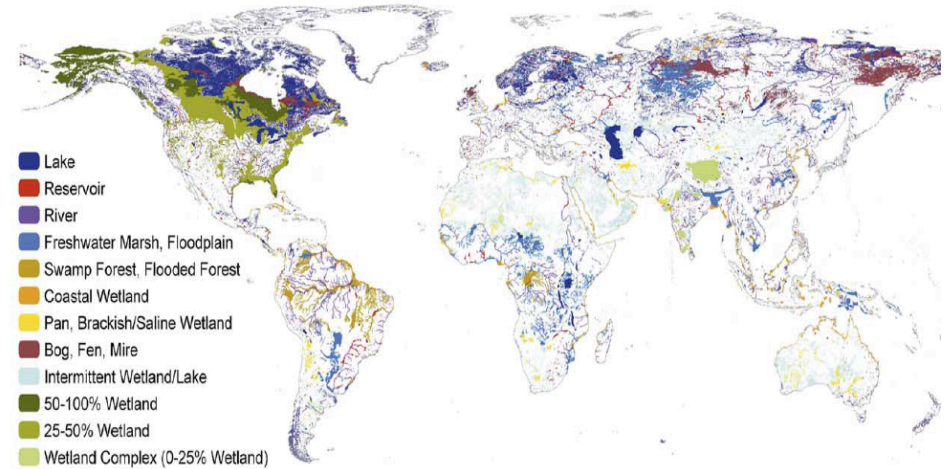 Lake
Reservoir
River
Freshwater Marsh, Floodplain
Swamp Forest, Flooded Forest
Coastal Wetland
Pan, Brackish/Saline Wetland
Bog, Fen, Mire
Intermittent Wetland/Lake
50-100% Wetland
25-50% Wetland
Wetland Complex (0-25% Wetland)